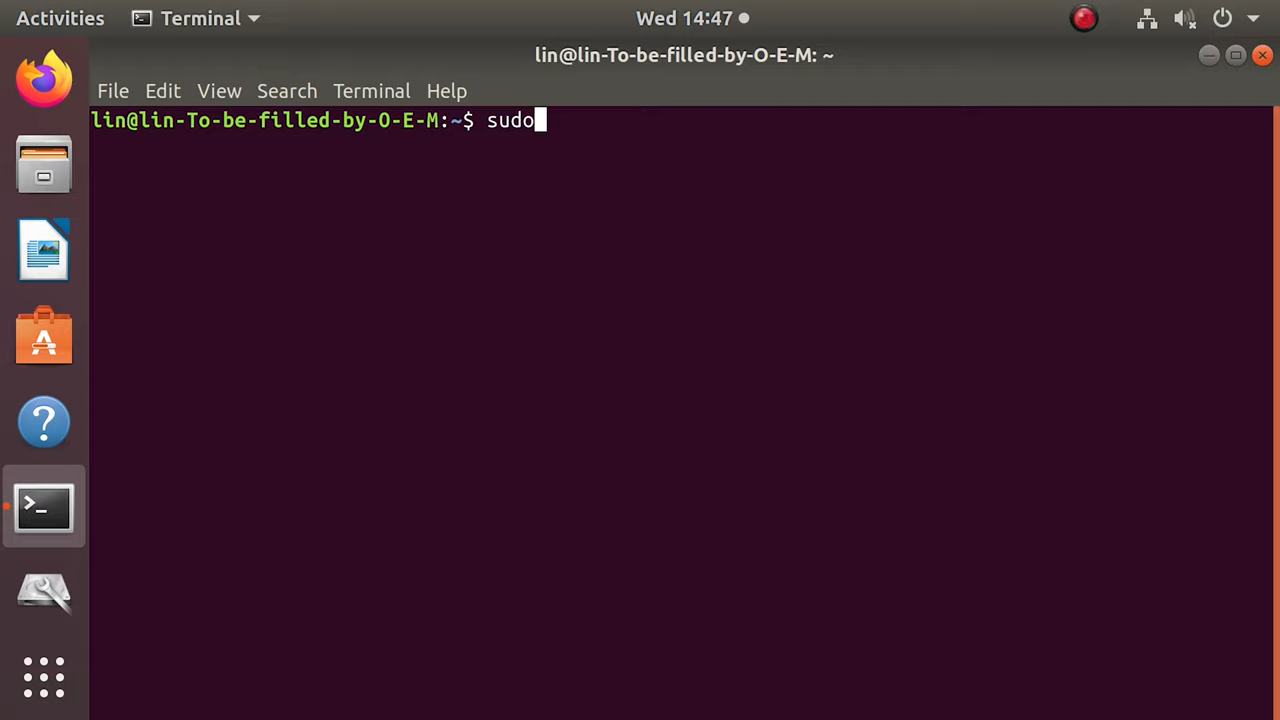 Activities Terminal Wed 14:47
lin@lin-To-be-filled-by-O-E-M: ~
File Edit View Search Terminal Help
lin@lin-To-be-filled-by-O-E-M:~$ sudo